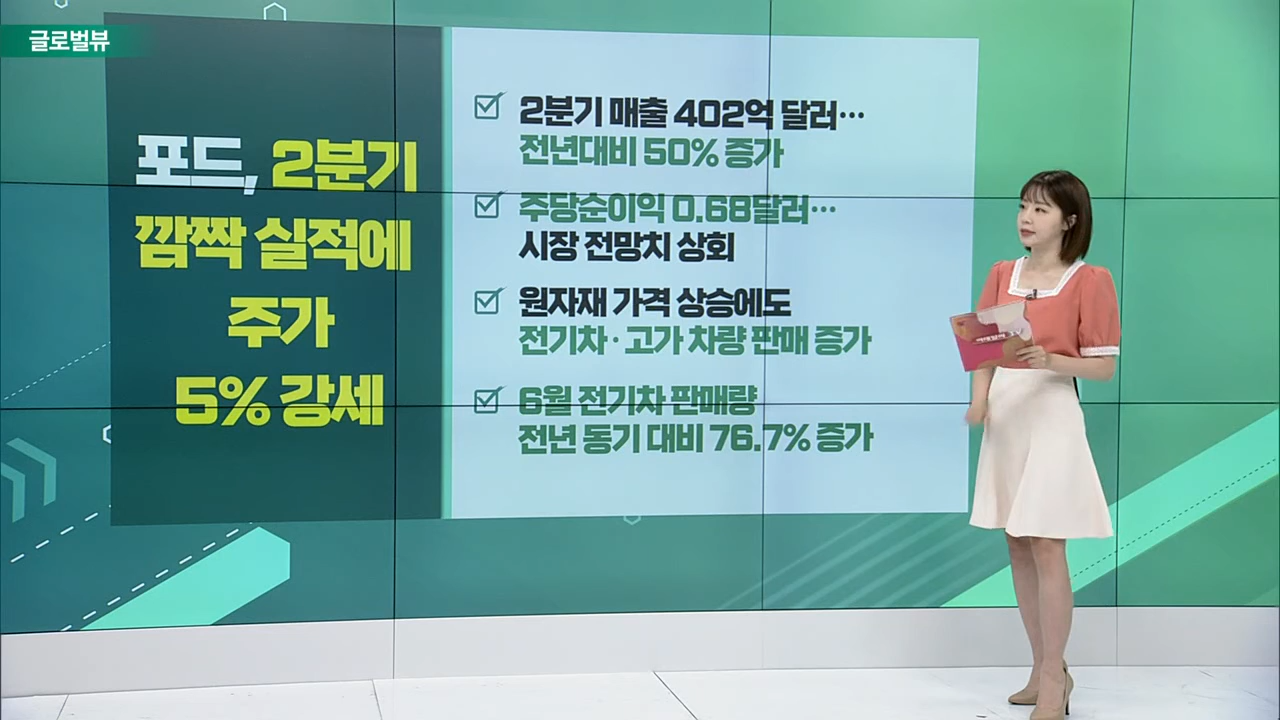 글로벌뷰
포드, 2분기
깜짝 실적에
주가
5% 강세
2분기 매출 402억 달러…
전년대비 50% 증가
주당순이익 0.68달러…
시장 전망치 상회
원자재 가격 상승에도
전기차·고가 차량 판매 증가
6월 전기차 판매량
전년 동기 대비 76.7% 증가